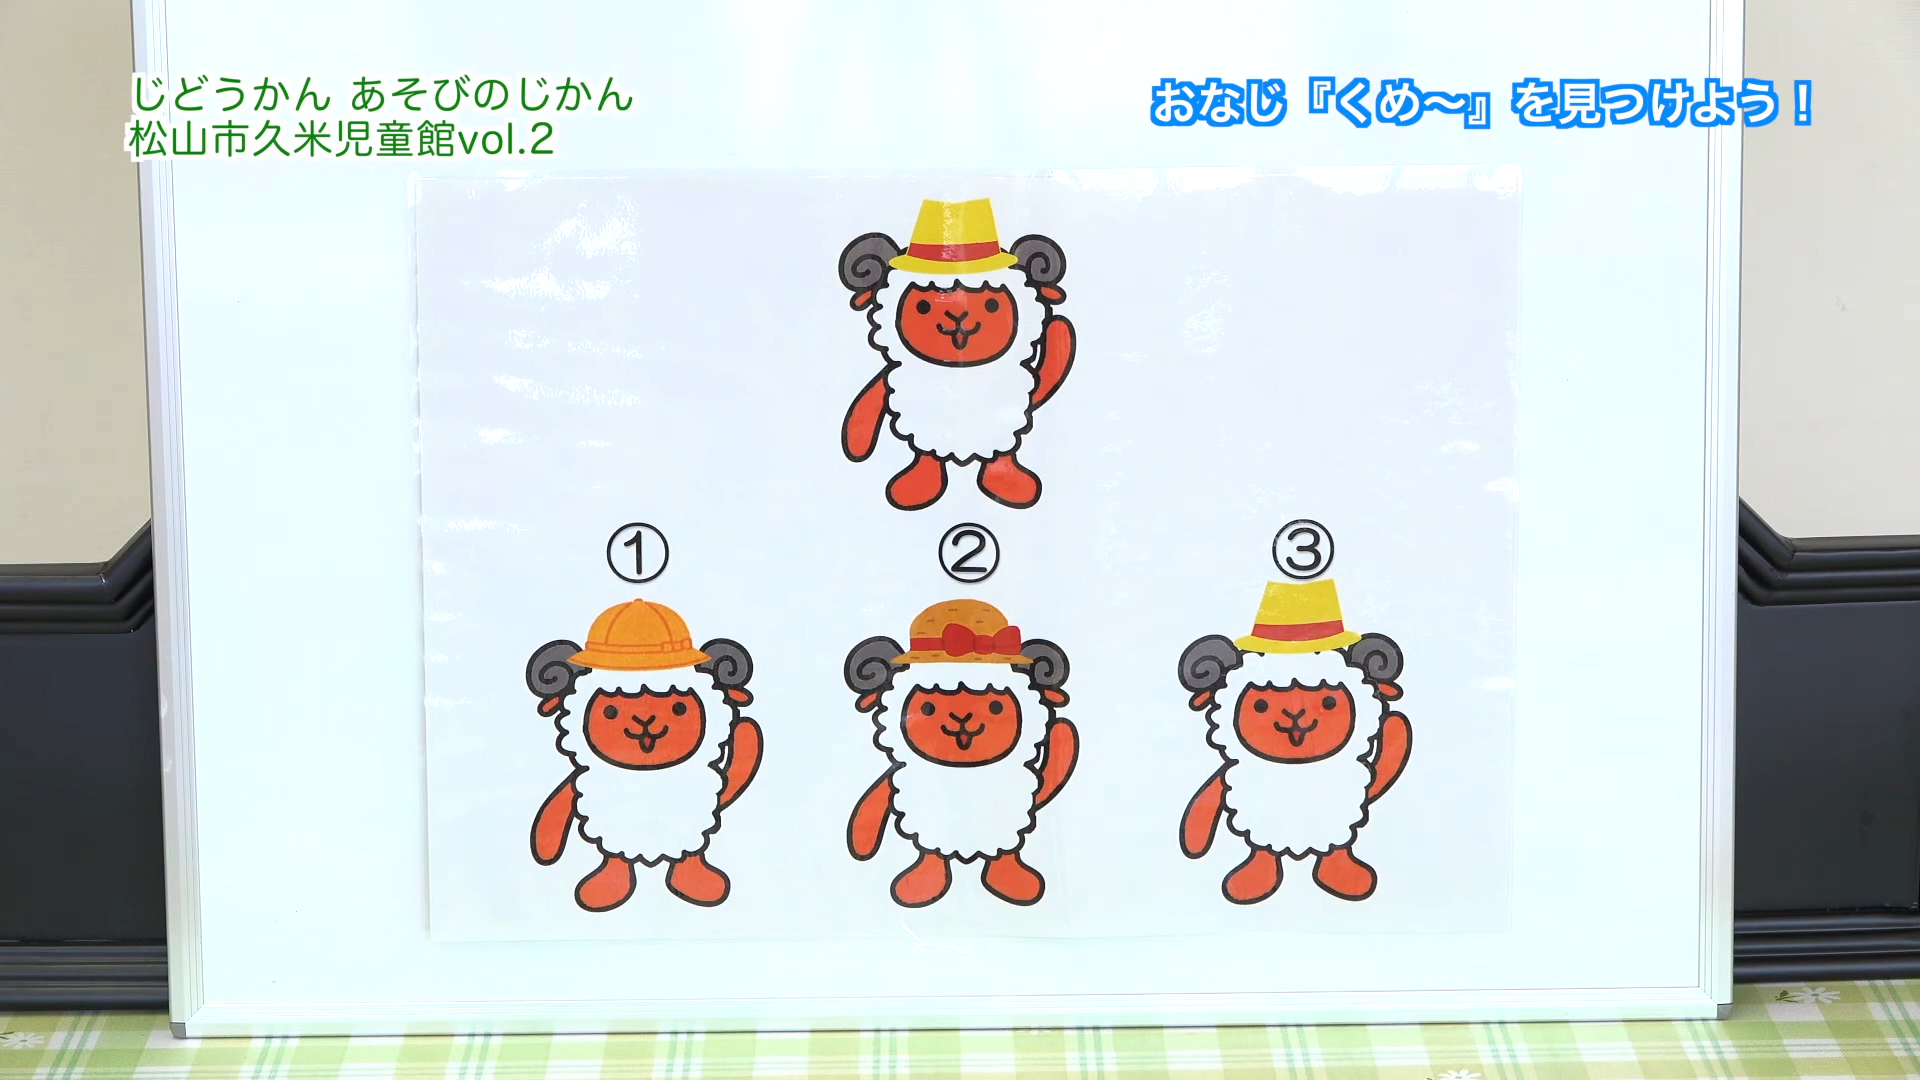 じどうかん あそびのじかん
松山市久米児童館vol.2
おなじ『くめ～』を見つけよう！
①
②
③